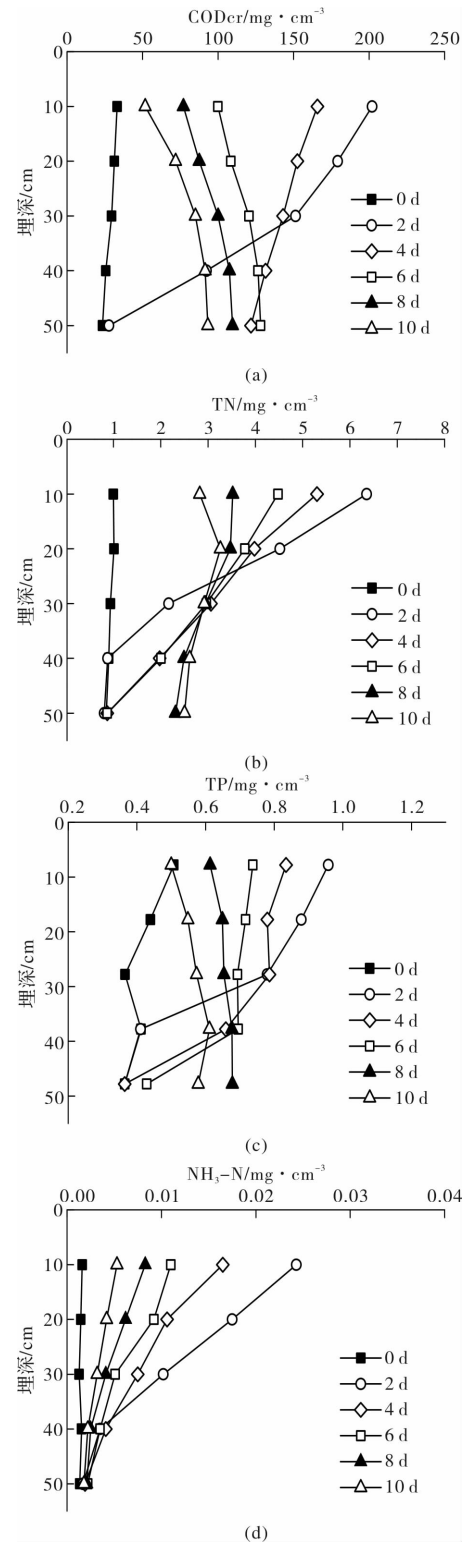 CODcr/mg·cm⁻³
0 50 100 150 200 250
0
10
20
30
40
50
埋深/cm
0 d
2 d
4 d
6 d
8 d
10 d
(a)
TN/mg·cm⁻³
0 1 2 3 4 5 6 7 8
0
10
20
30
40
50
埋深/cm
0 d
2 d
4 d
6 d
8 d
10 d
(b)
TP/mg·cm⁻³
0.2 0.4 0.6 0.8 1.0 1.2
0
10
20
30
40
50
埋深/cm
0 d
2 d
4 d
6 d
8 d
10 d
(c)
NH₃-N/mg·cm⁻³
0.00 0.01 0.02 0.03 0.04
0
10
20
30
40
50
埋深/cm
0 d
2 d
4 d
6 d
8 d
10 d
(d)